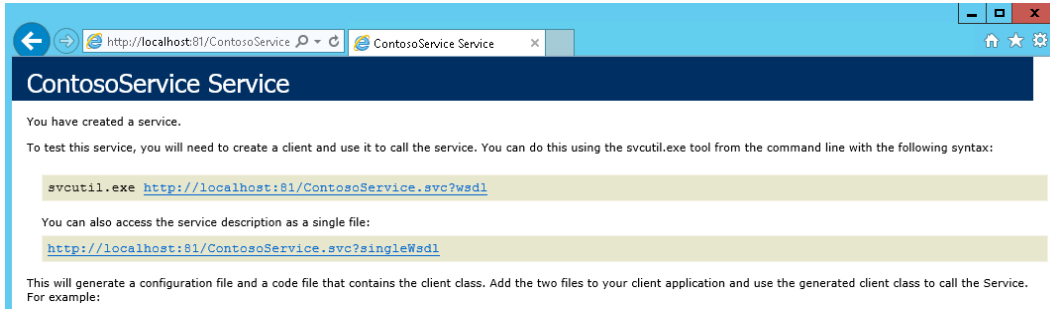 http://localhost:81/ContosoService
ContosoService Service
ContosoService Service
You have created a service.
To test this service, you will need to create a client and use it to call the service. You can do this using the svcutil.exe tool from the command line with the following syntax:
svcutil.exe http://localhost:81/ContosoService.svc?wsdl
You can also access the service description as a single file:
http://localhost:81/ContosoService.svc?singleWsdl
This will generate a configuration file and a code file that contains the client class. Add the two files to your client application and use the generated client class to call the Service.
For example: